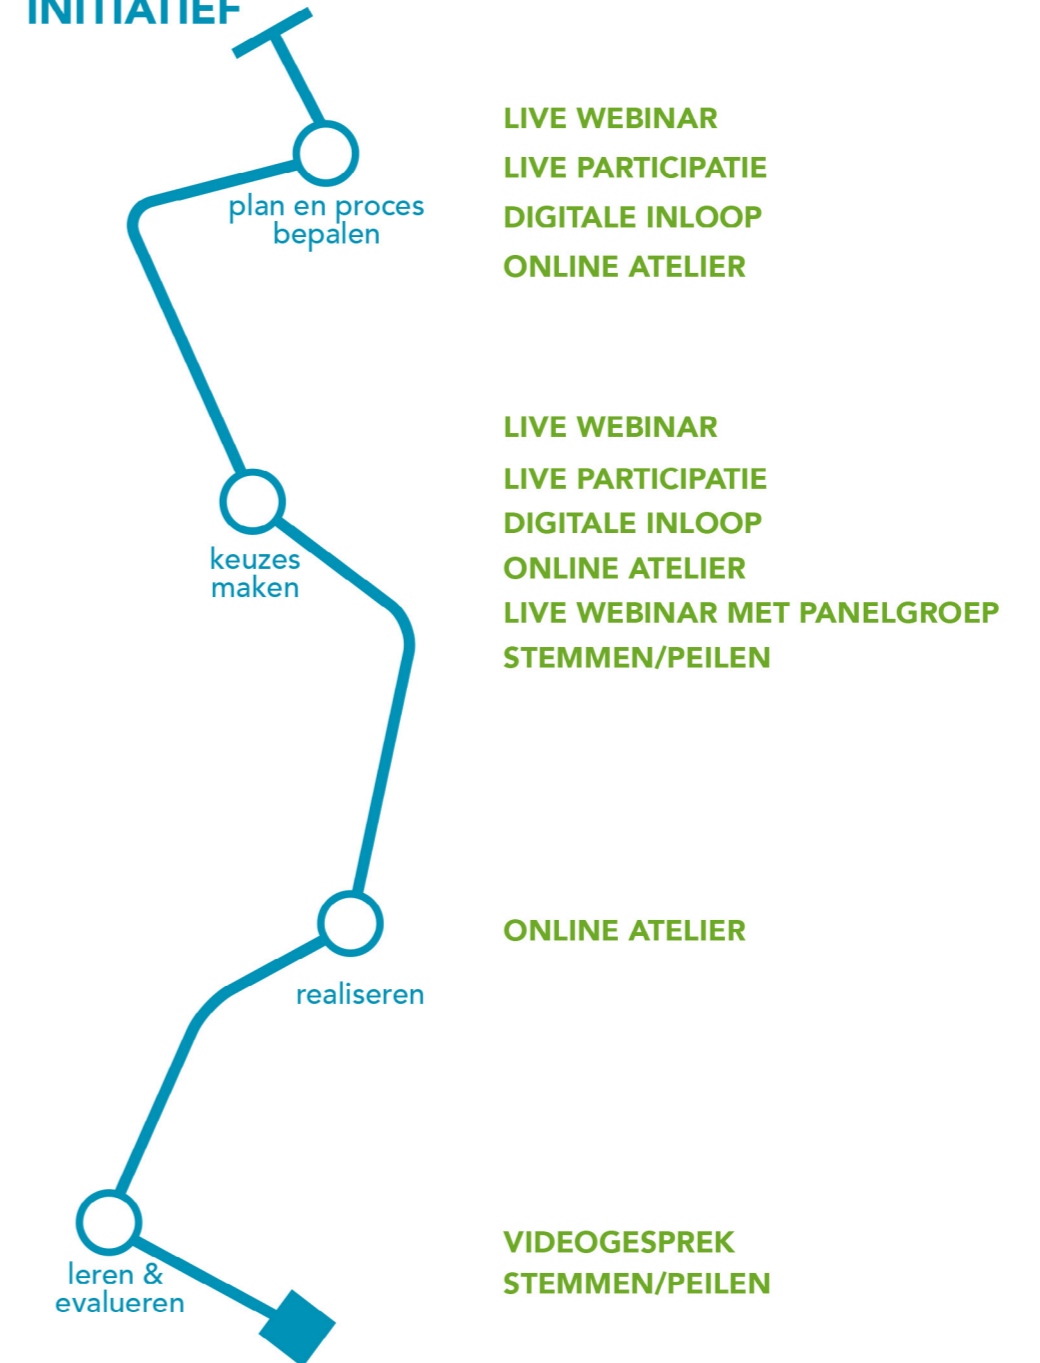 INITIATIEF
plan en proces
bepalen
LIVE WEBINAR
LIVE PARTICIPATIE
DIGITALE INLOOP
ONLINE ATELIER
keuzes
maken
LIVE WEBINAR
LIVE PARTICIPATIE
DIGITALE INLOOP
ONLINE ATELIER
LIVE WEBINAR MET PANELGROEP
STEMMEN/PEILEN
realiseren
ONLINE ATELIER
leren &
evalueren
VIDEOGESPREK
STEMMEN/PEILEN